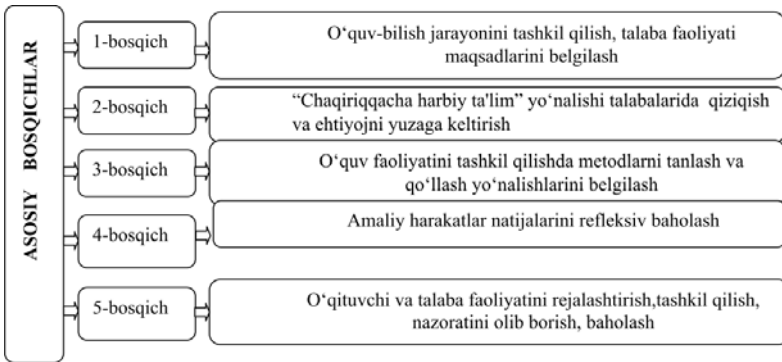 ASOSIY BOSQICHLAR
1-bosqich
O‘quv-bilish jarayonini tashkil qilish, talaba faoliyati
maqsadlarini belgilash
2-bosqich
“Chaqiriqqacha harbiy ta'lim” yo‘nalishi talabalarida qiziqish
va ehtiyojni yuzaga keltirish
3-bosqich
O‘quv faoliyatini tashkil qilishda metodlarni tanlash va
qo‘llash yo‘nalishlarini belgilash
4-bosqich
Amaliy harakatlar natijalarini refleksiv baholash
5-bosqich
O‘qituvchi va talaba faoliyatini rejalashtirish,tashkil qilish,
nazoratini olib borish, baholash